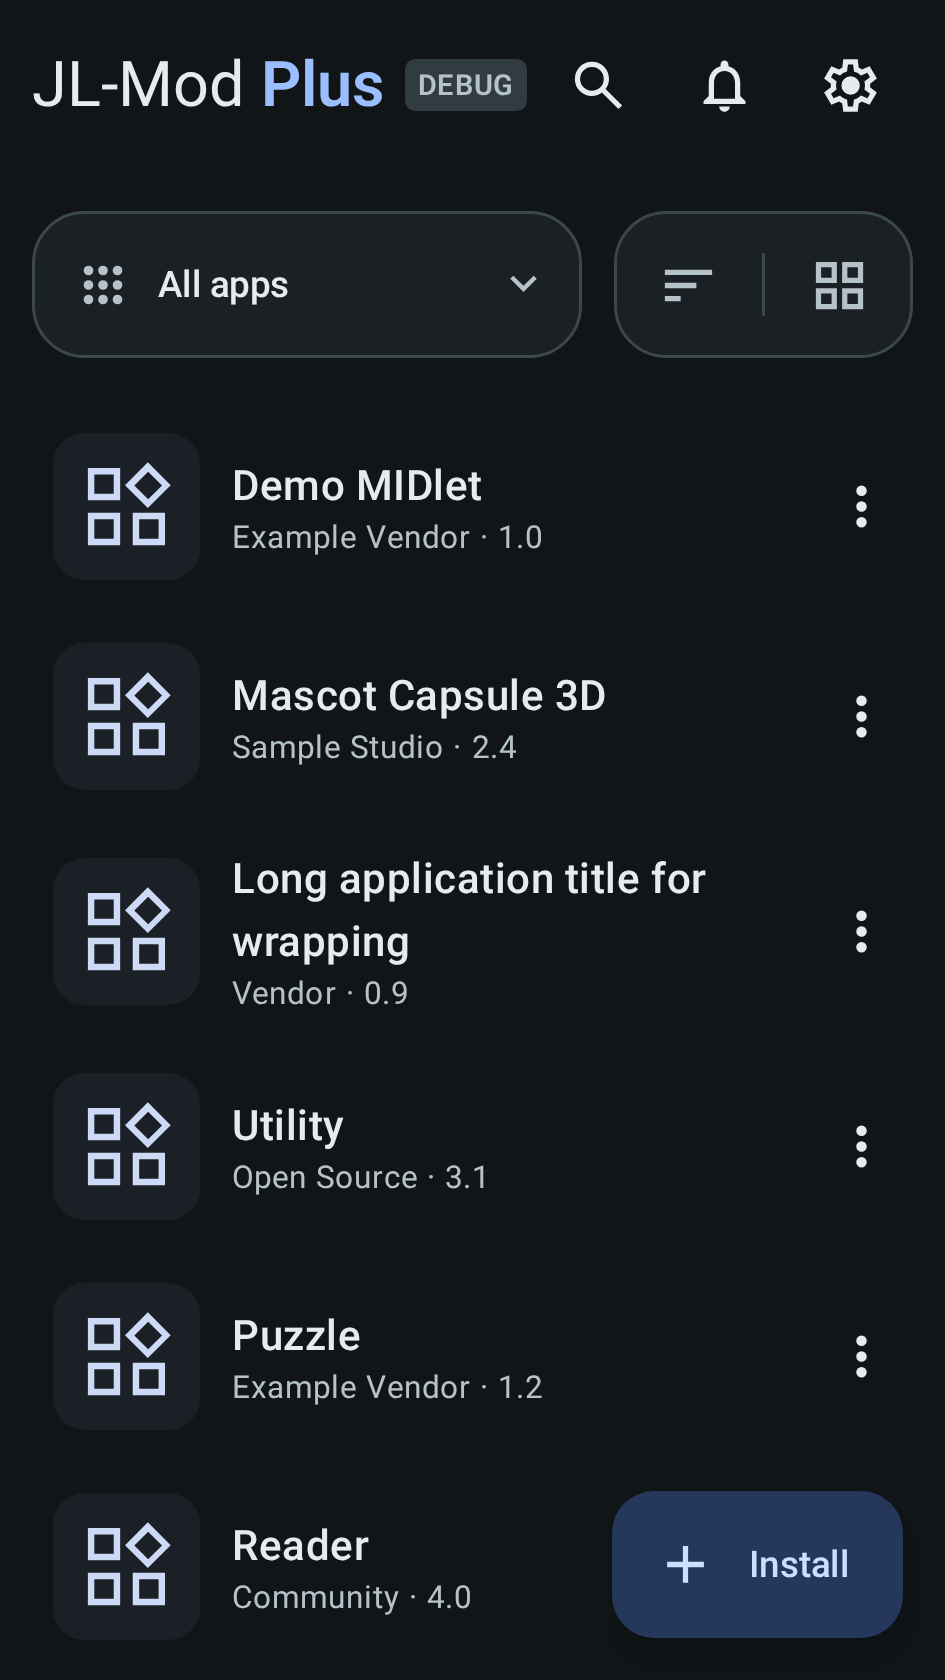 JL-Mod Plus DEBUG
All apps
Demo MIDlet
Example Vendor · 1.0
Mascot Capsule 3D
Sample Studio · 2.4
Long application title for
wrapping
Vendor · 0.9
Utility
Open Source · 3.1
Puzzle
Example Vendor · 1.2
Reader
Community · 4.0
Install